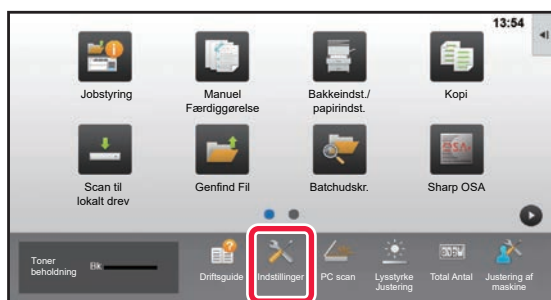 13:54
Jobstyring
Manuel
Færdiggørelse
Bakkeindst./
papirindst.
Kopi
Scan til
lokalt drev
Genfind Fil
Batchudskr.
Sharp OSA
Toner
beholdning
Bk
Driftsguide
Indstillinger
PC scan
Lysstyrke
Justering
Total Antal
Justering af
maskine